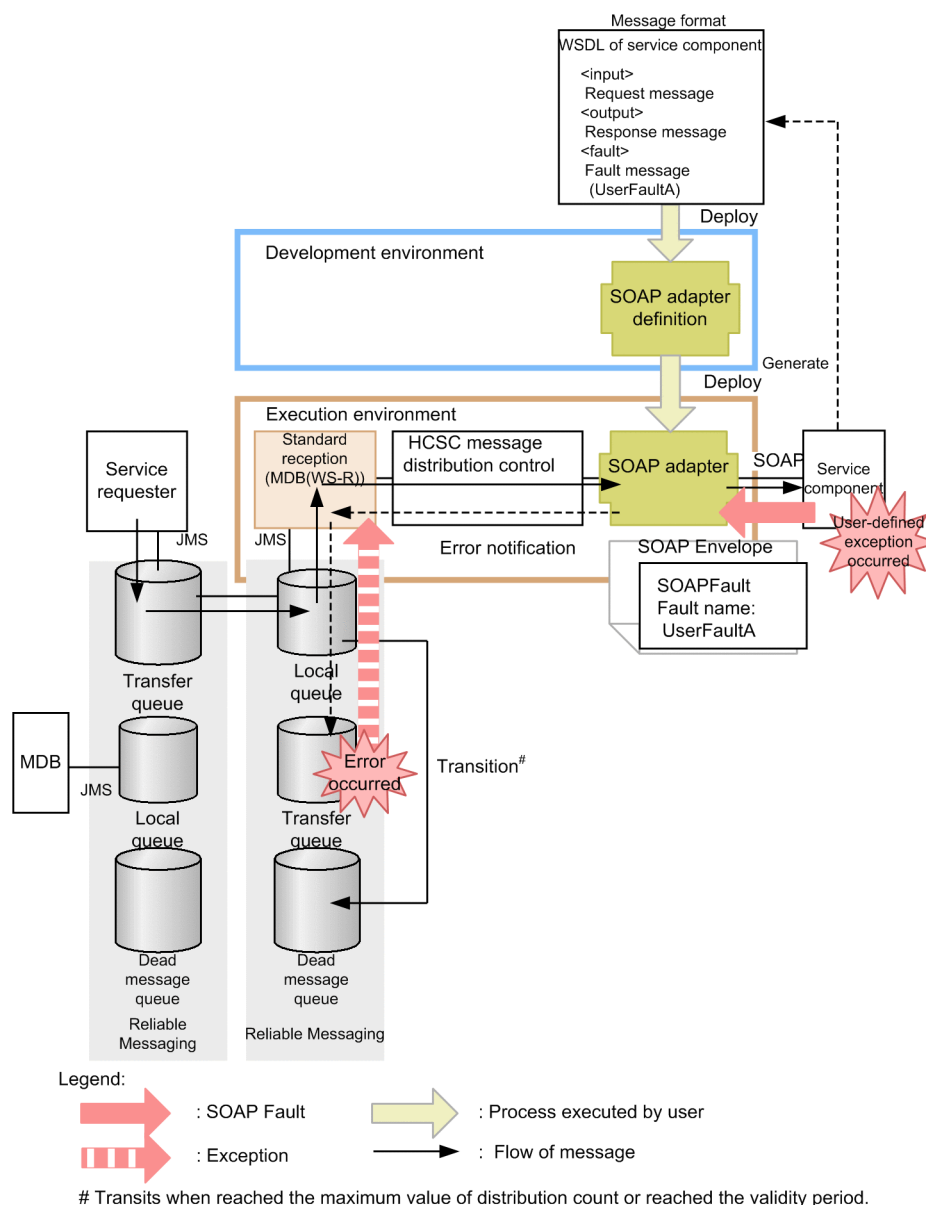 Message format
WSDL of service component
<input>
Request message
<output>
Response message
<fault>
Fault message
(UserFaultA)
Deploy
Development environment
SOAP adapter
definition
Generate
Deploy
Execution environment
Service
requester
Standard
reception
(MDB(WS-R))
HCSC message
distribution control
SOAP adapter
SOAP
Service
component
User-defined
exception
occurred
JMS
JMS
Error notification
SOAP Envelope
SOAPFault
Fault name:
UserFaultA
Transfer
queue
Local
queue
MDB
JMS
Error
occurred
Transition#
Local
queue
Transfer
queue
Dead
message
queue
Dead
message
queue
Reliable
Messaging
Reliable Messaging
Legend:
: SOAP Fault
: Process executed by user
: Exception
: Flow of message
# Transits when reached the maximum value of distribution count or reached the validity period.